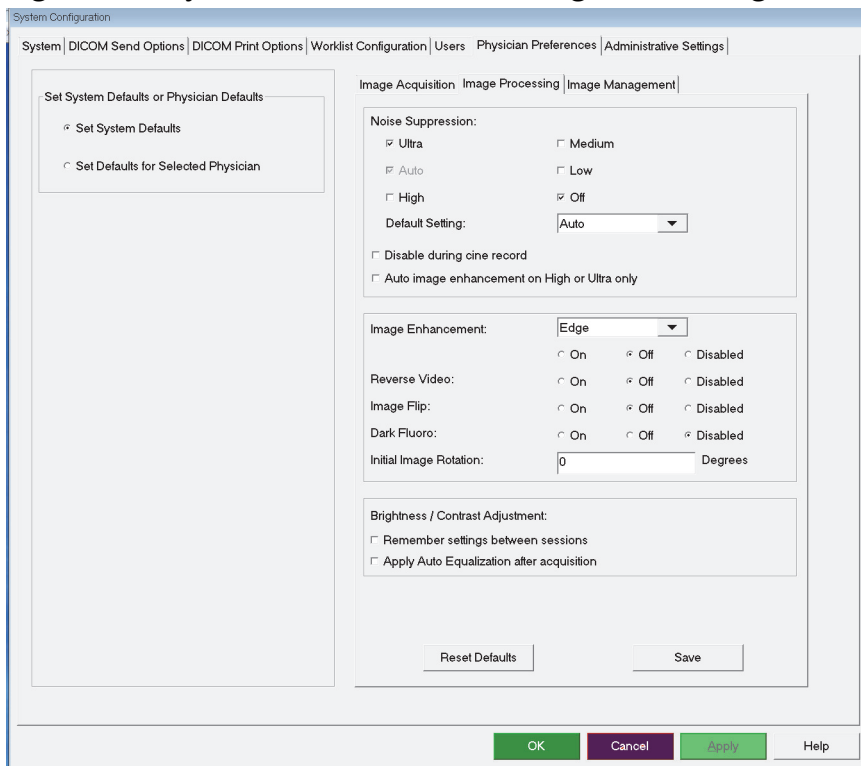 System Configuration
System DICOM Send Options DICOM Print Options Worklist Configuration Users Physician Preferences Administrative Settings
Set System Defaults or Physician Defaults
Set System Defaults
Set Defaults for Selected Physician
Image Acquisition Image Processing Image Management
Noise Suppression:
Ultra Medium
Auto Low
High Off
Default Setting: Auto
Disable during cine record
Auto image enhancement on High or Ultra only
Image Enhancement: Edge
On Off Disabled
Reverse Video: On Off Disabled
Image Flip: On Off Disabled
Dark Fluoro: On Off Disabled
Initial Image Rotation: 0 Degrees
Brightness / Contrast Adjustment:
Remember settings between sessions
Apply Auto Equalization after acquisition
Reset Defaults Save
OK Cancel Apply Help